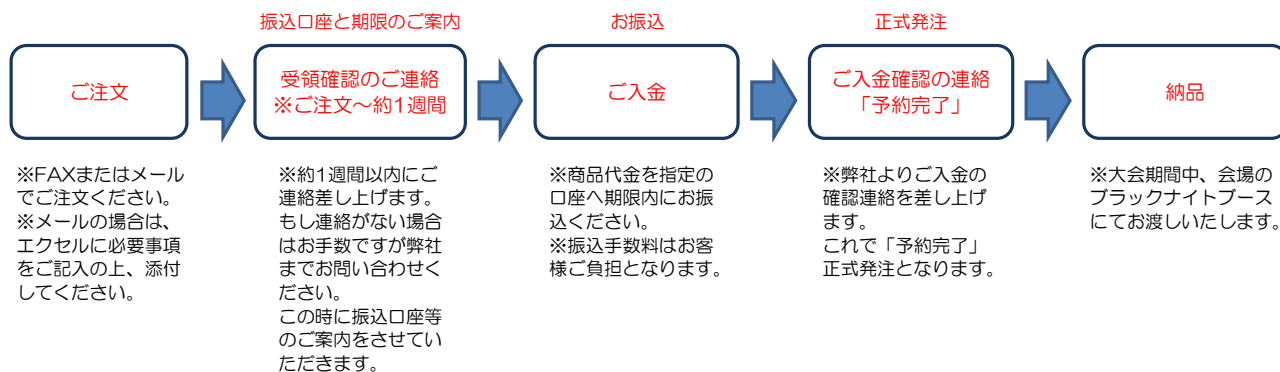 振込口座と期限のご案内
お振込
正式発注
ご注文
受領確認のご連絡
※ご注文～約1週間
ご入金
ご入金確認の連絡
「予約完了」
納品
※FAXまたはメール
でご注文ください。
※メールの場合は、
エクセルに必要事項
をご記入の上、添付
してください。
※約1週間以内にご
連絡差し上げます。
もし連絡がない場合
はお手数ですが弊社
までお問い合わせく
ださい。
この時に振込口座等
のご案内をさせてい
ただきます。
※商品代金を指定の
口座へ期限内にお振
込ください。
※振込手数料はお客
様ご負担となります。
※弊社よりご入金の
確認連絡を差し上げ
ます。
これで「予約完了」
正式発注となります。
※大会期間中、会場の
ブラックナイトブース
にてお渡しいたします。